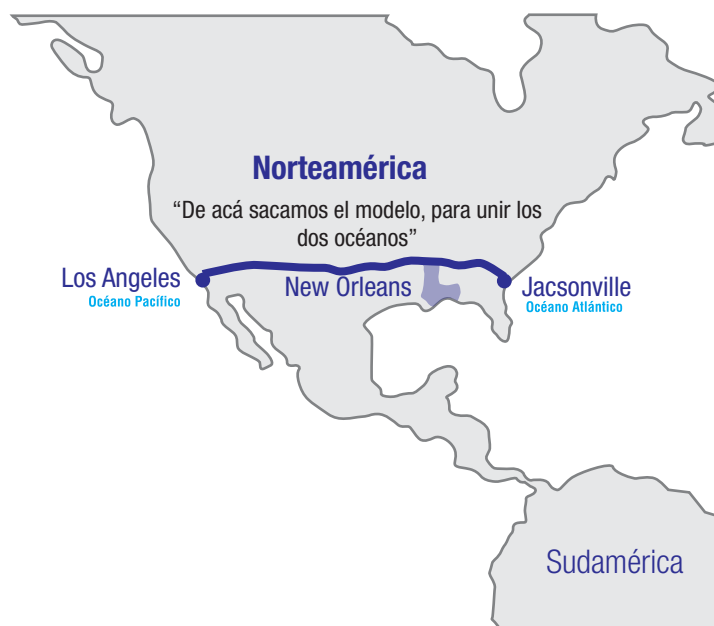 Norteamérica
“De acá sacamos el modelo, para unir los
dos océanos”
Los Angeles
Océano Pacífico
New Orleans
Jacsonville
Océano Atlántico
Sudamérica